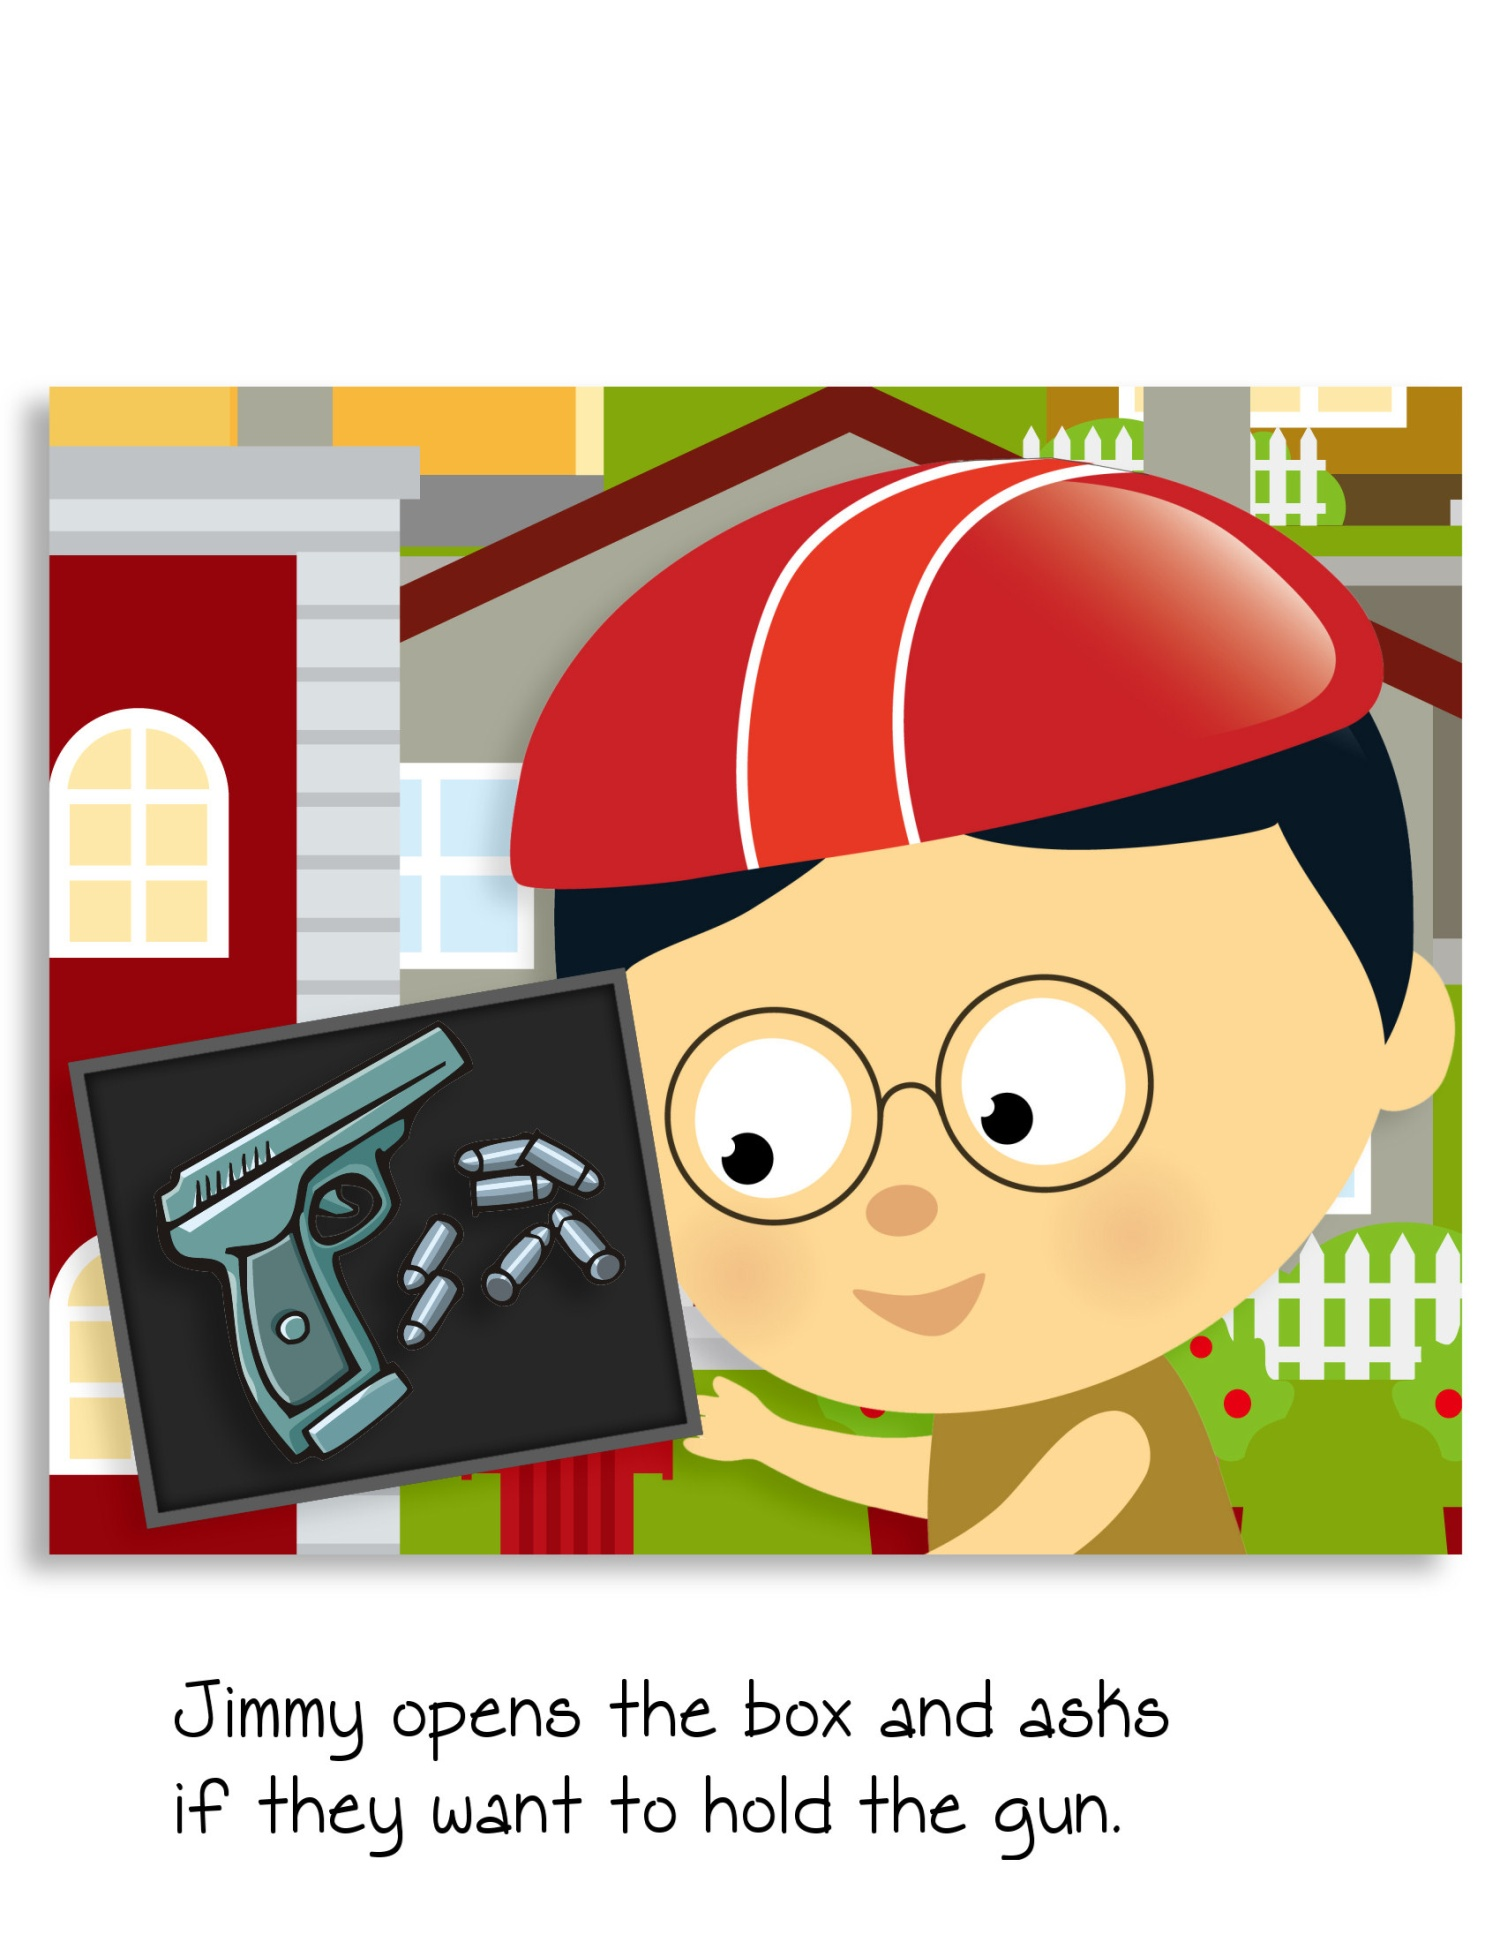 Jimmy opens the box and asks
if they want to hold the gun.